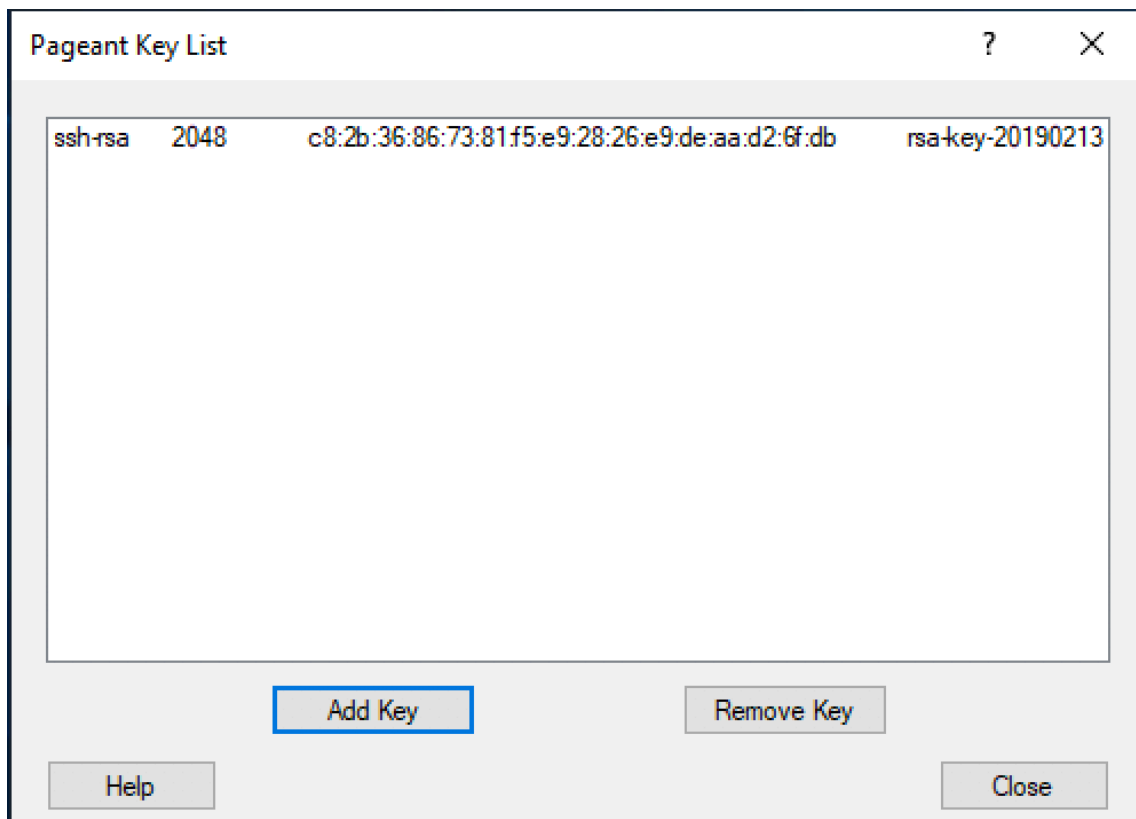 Pageant Key List ?
ssh-rsa 2048 c8:2b:36:86:73:81:f5:e9:28:26:e9:de:aa:d2:6f:db rsa-key-20190213
Add Key Remove Key
Help Close